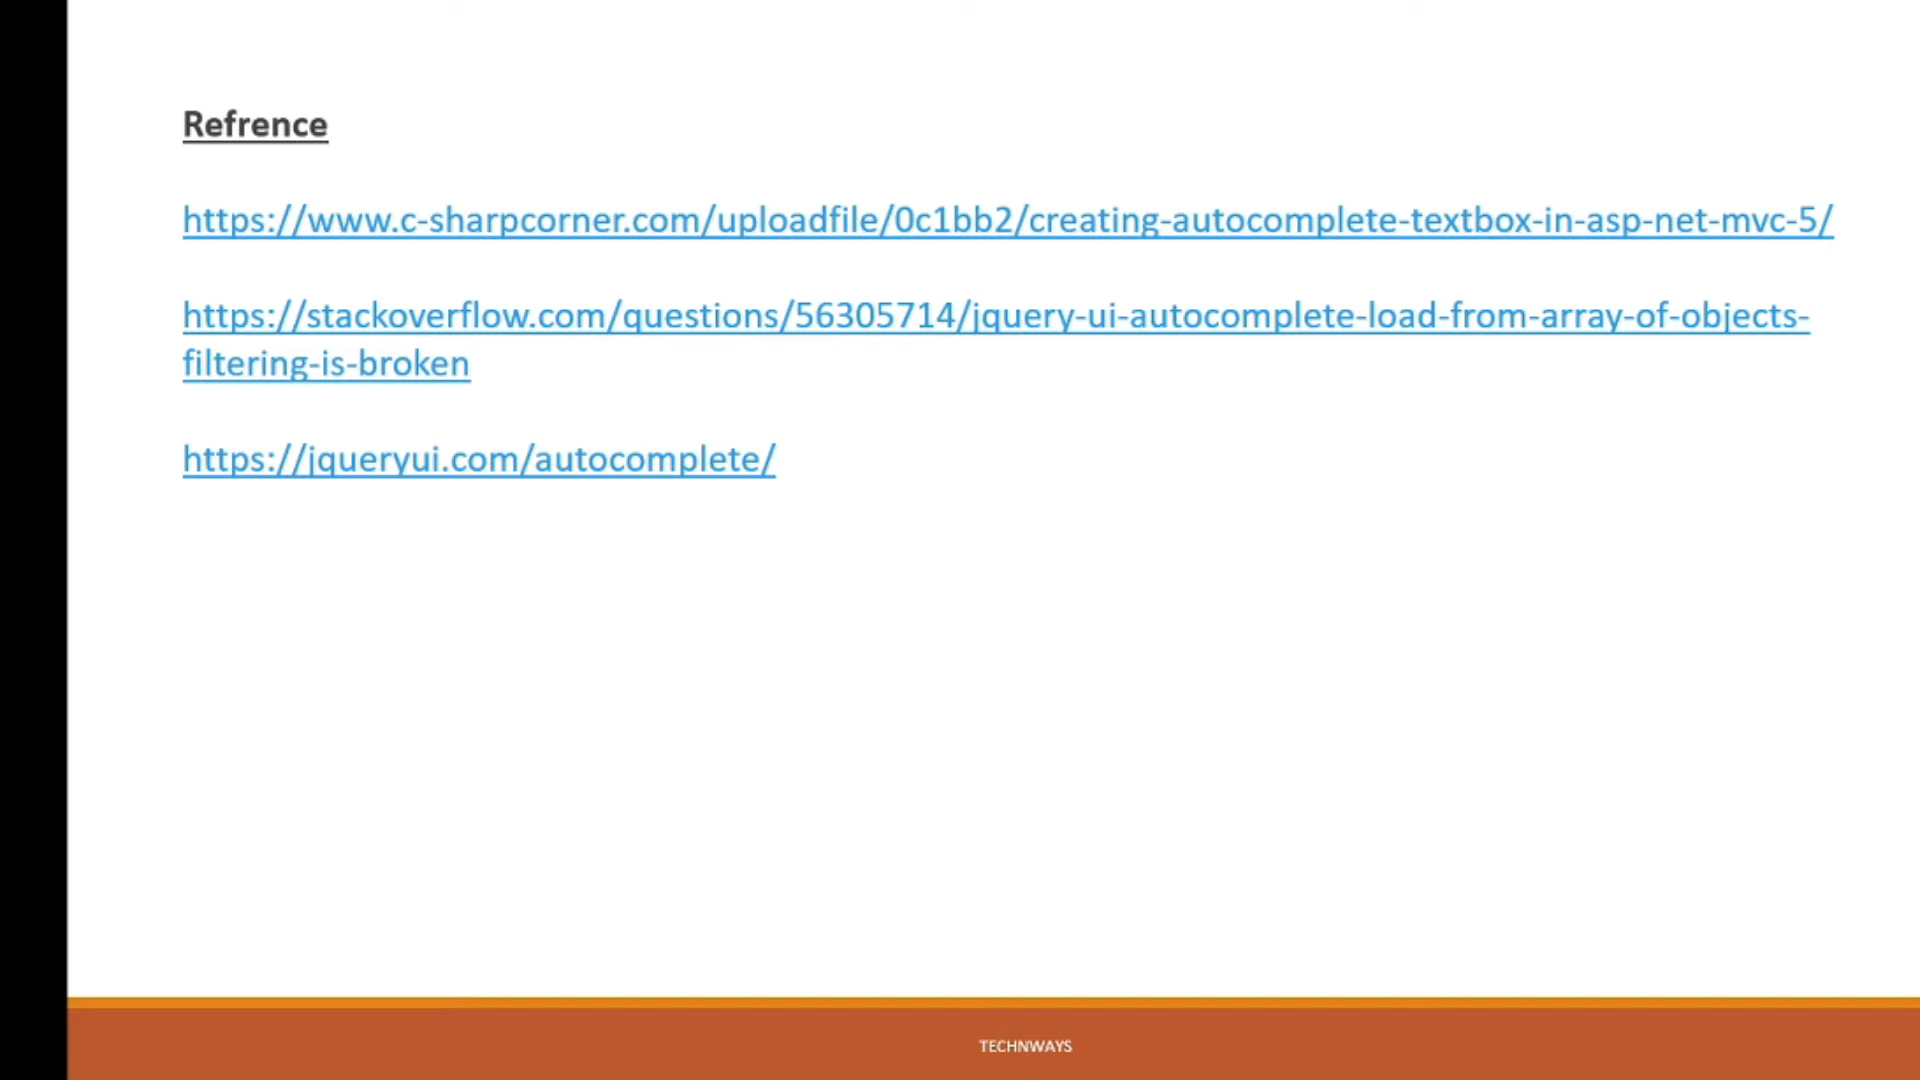 Refrence
https://www.c-sharpcorner.com/uploadfile/0c1bb2/creating-autocomplete-textbox-in-asp-net-mvc-5/
https://stackoverflow.com/questions/56305714/jquery-ui-autocomplete-load-from-array-of-objects-
filtering-is-broken
https://jqueryui.com/autocomplete/
TECHNWAYS